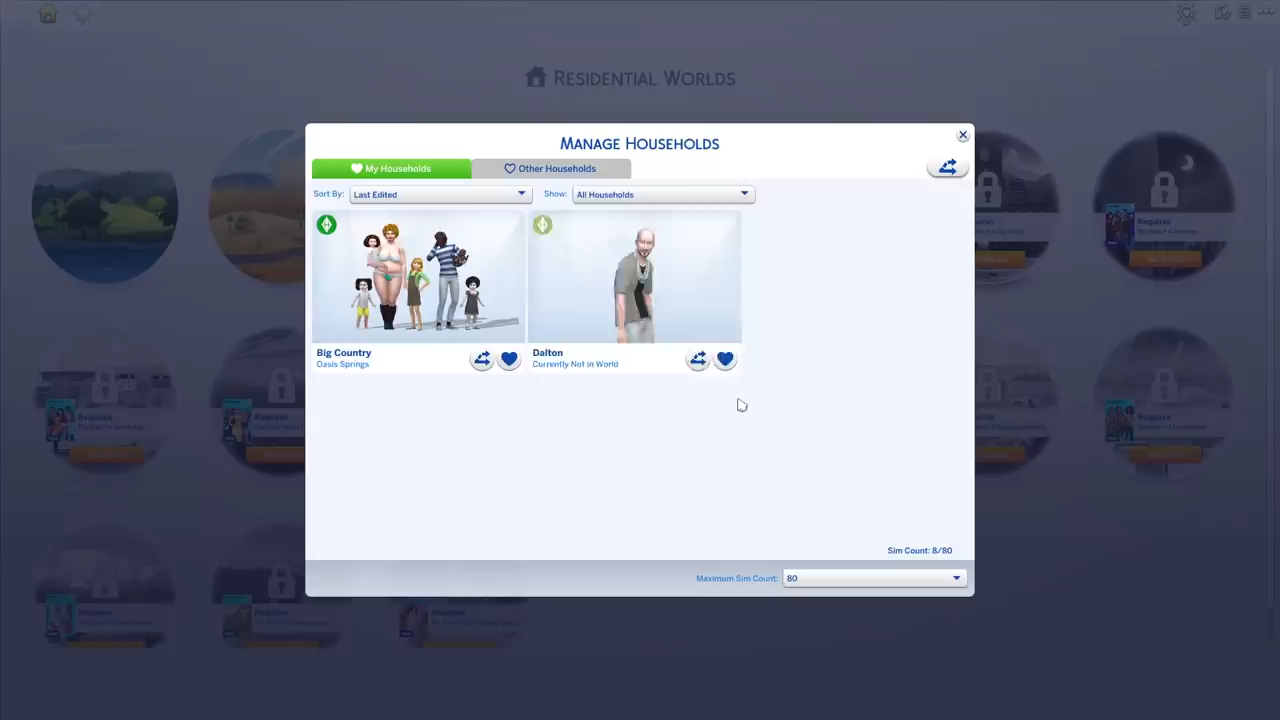 RESIDENTIAL WORLDS
MANAGE HOUSEHOLDS
My Households
Other Households
Sort By: Last Edited Show: All Households
Big Country
Oasis Springs
Dalton
Currently Not in World
Requires
Requires
Requires
Requires
Requires
Requires
Requires
Sim Count: 8/80
Maximum Sim Count: 80